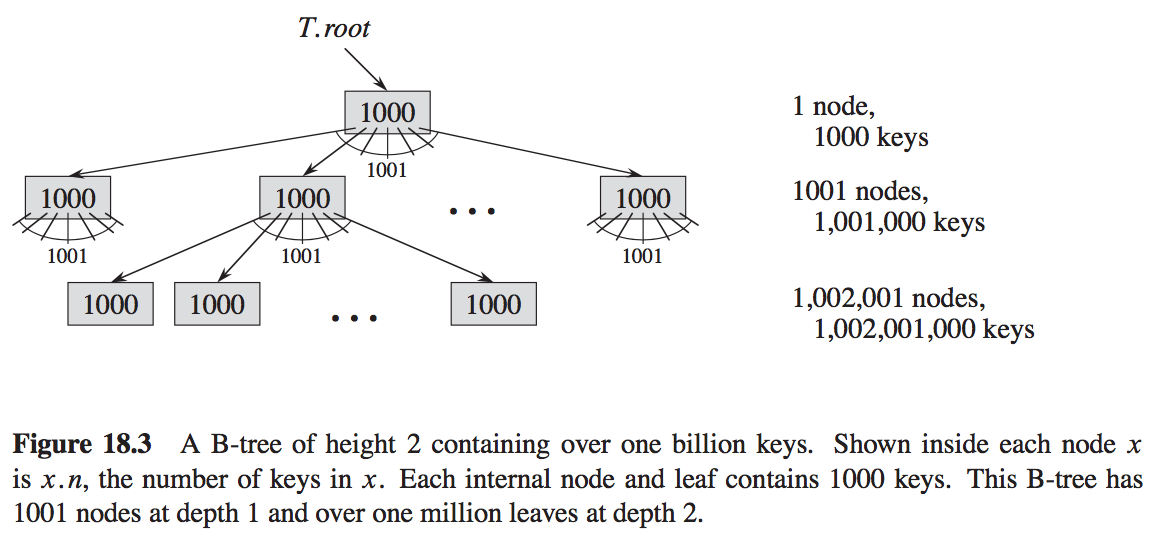 T.root
1000
1 node,
1000 keys
1001
1000
1000
...
1000
1001 nodes,
1,001,000 keys
1001
1001
1001
1000
1000
...
1000
1,002,001 nodes,
1,002,001,000 keys
Figure 18.3 A B-tree of height 2 containing over one billion keys. Shown inside each node x
is x.n, the number of keys in x. Each internal node and leaf contains 1000 keys. This B-tree has
1001 nodes at depth 1 and over one million leaves at depth 2.